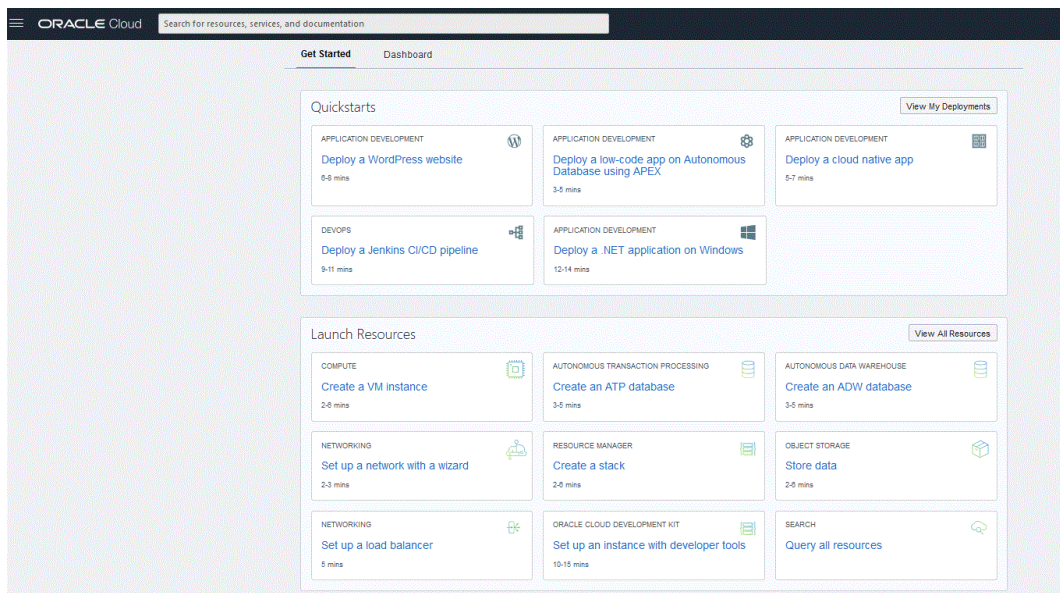 ORACLE Cloud
Search for resources, services, and documentation
Get Started
Dashboard
Quickstarts
View My Deployments
APPLICATION DEVELOPMENT
Deploy a WordPress website
6-8 mins
APPLICATION DEVELOPMENT
Deploy a low-code app on Autonomous
Database using APEX
3-5 mins
APPLICATION DEVELOPMENT
Deploy a cloud native app
5-7 mins
DEVOPS
Deploy a Jenkins CI/CD pipeline
9-11 mins
APPLICATION DEVELOPMENT
Deploy a .NET application on Windows
12-14 mins
Launch Resources
View All Resources
COMPUTE
Create a VM instance
2-6 mins
AUTONOMOUS TRANSACTION PROCESSING
Create an ATP database
3-5 mins
AUTONOMOUS DATA WAREHOUSE
Create an ADW database
3-5 mins
NETWORKING
Set up a network with a wizard
2-3 mins
RESOURCE MANAGER
Create a stack
2-6 mins
OBJECT STORAGE
Store data
2-6 mins
NETWORKING
Set up a load balancer
5 mins
ORACLE CLOUD DEVELOPMENT KIT
Set up an instance with developer tools
10-15 mins
SEARCH
Query all resources